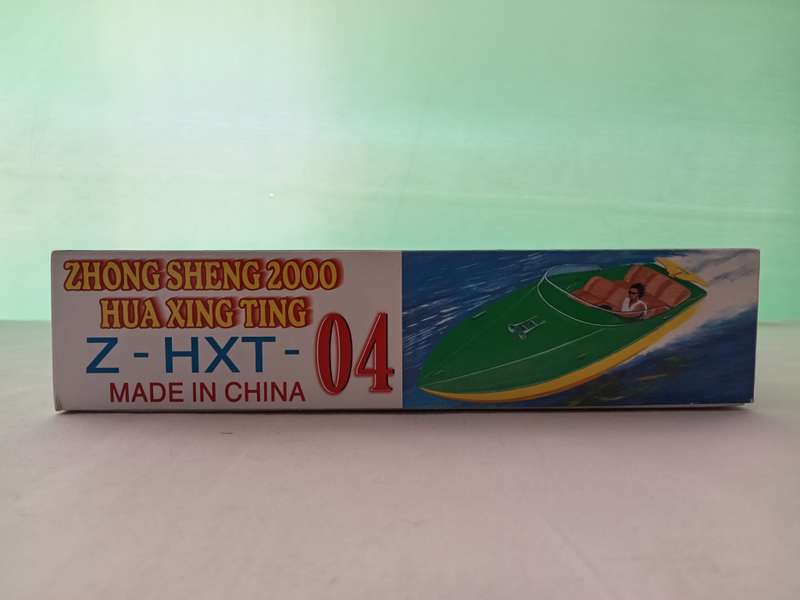 ZHONG SHENG 2000
HUA XING TING
Z - HXT - 04
MADE IN CHINA